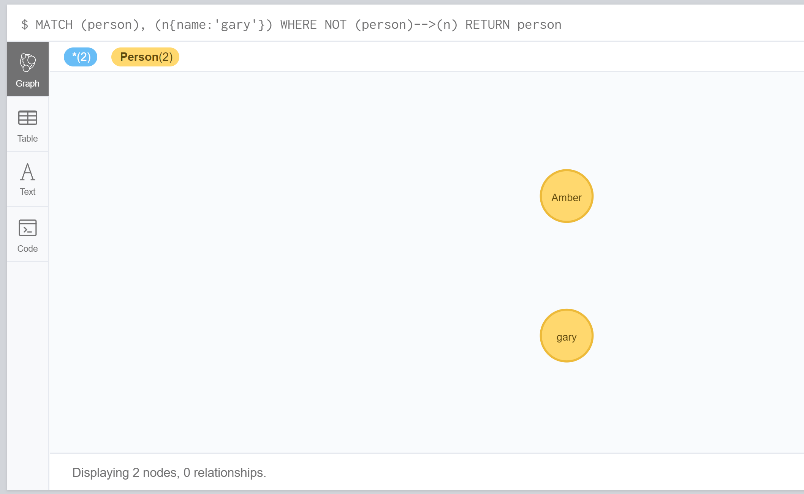 $ MATCH (person), (n{name:'gary'}) WHERE NOT (person)-->(n) RETURN person
*(2) Person(2)
Graph
Table
Text
Code
Amber
gary
Displaying 2 nodes, 0 relationships.